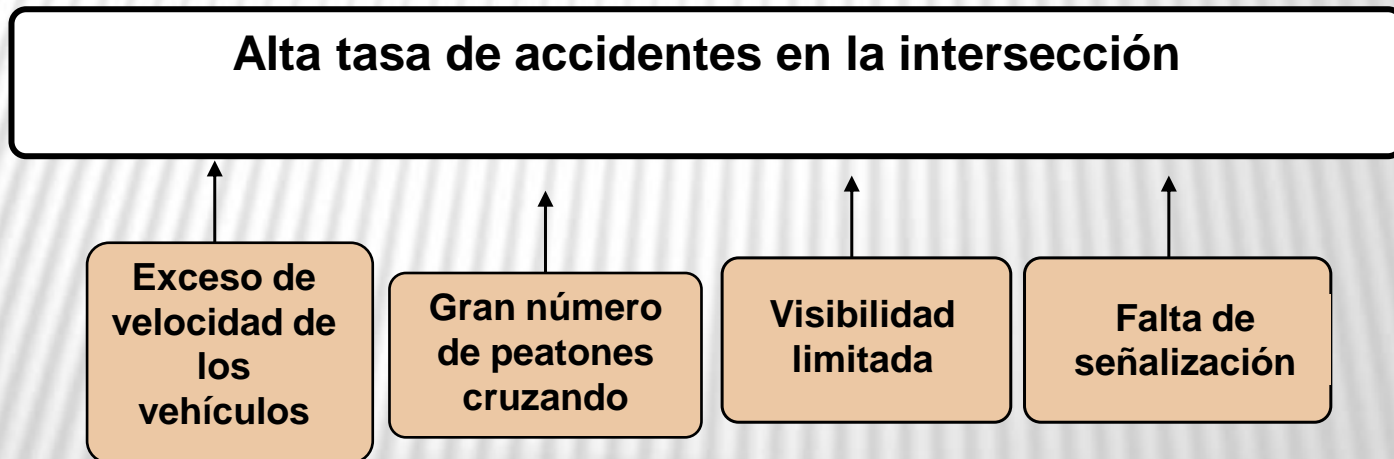 Alta tasa de accidentes en la intersección
Exceso de
velocidad de
los
vehículos
Gran número
de peatones
cruzando
Visibilidad
limitada
Falta de
señalización